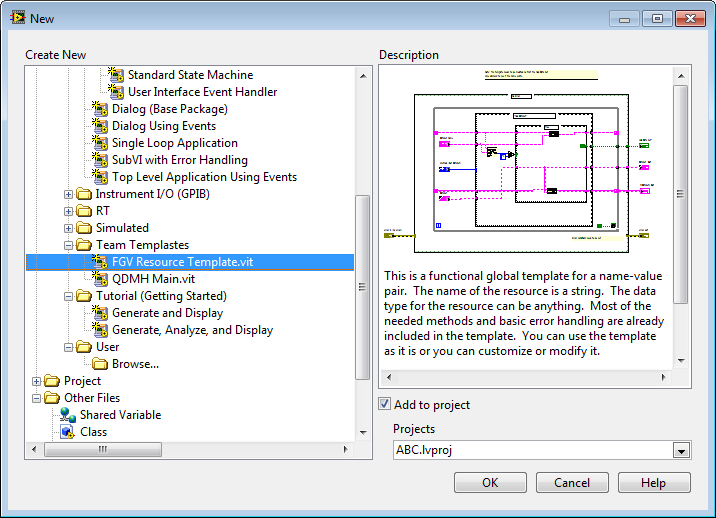 New
Create New
Standard State Machine
User Interface Event Handler
Dialog (Base Package)
Dialog Using Events
Single Loop Application
SubVI with Error Handling
Top Level Application Using Events
Instrument I/O (GPIB)
RT
Simulated
Team Templastes
FGV Resource Template.vit
QDMH Main.vit
Tutorial (Getting Started)
Generate and Display
Generate, Analyze, and Display
User
Browse...
Project
Other Files
Shared Variable
Class
Description
This is a functional global template for a name-value
pair. The name of the resource is a string. The data
type for the resource can be anything. Most of the
needed methods and basic error handling are already
included in the template. You can use the template
as it is or you can customize or modify it.
Add to project
Projects
ABC.lvproj
OK
Cancel
Help